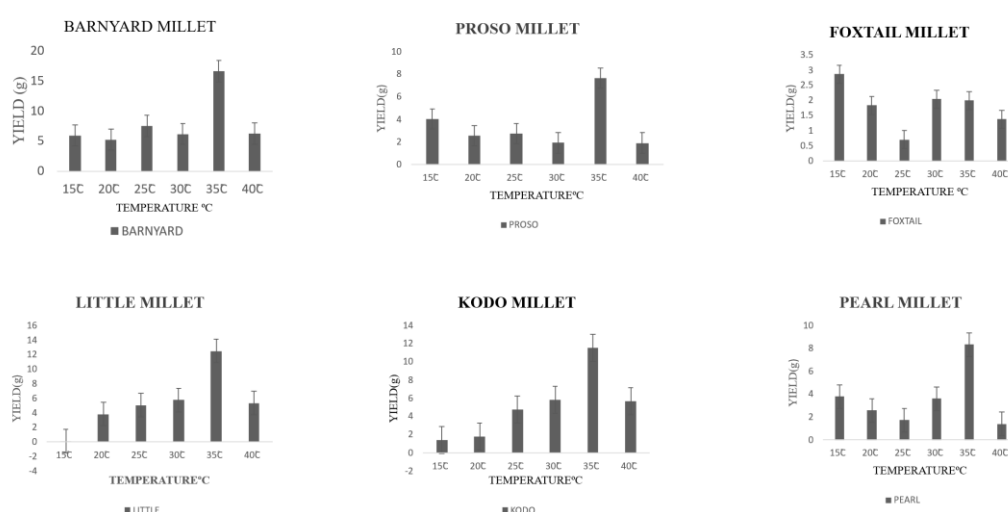 BARNYARD MILLET
YIELD (g)
20
15
10
5
0
15C 20C 25C 30C 35C 40C
TEMPERATURE ºC
BARNYARD
PROSO MILLET
YIELD(g)
10
8
6
4
2
0
15C 20C 25C 30C 35C 40C
TEMPERATUREºC
PROSO
FOXTAIL MILLET
YIELD(g)
3.5
3
2.5
2
1.5
1
0.5
0
15C 20C 25C 30C 35C 40C
TEMPERATUREºC
FOXTAIL
LITTLE MILLET
YIELD(g)
16
14
12
10
8
6
4
2
0
-2
-4
15C 20C 25C 30C 35C 40C
TEMPERATUREºC
LITTLE
KODO MILLET
YIELD(g)
14
12
10
8
6
4
2
0
-2
15C 20C 25C 30C 35C 40C
TEMPERATUREºC
KODO
PEARL MILLET
YIELD(g)
10
8
6
4
2
0
15C 20C 25C 30C 35C 40C
TEMPERATUREºC
PEARL